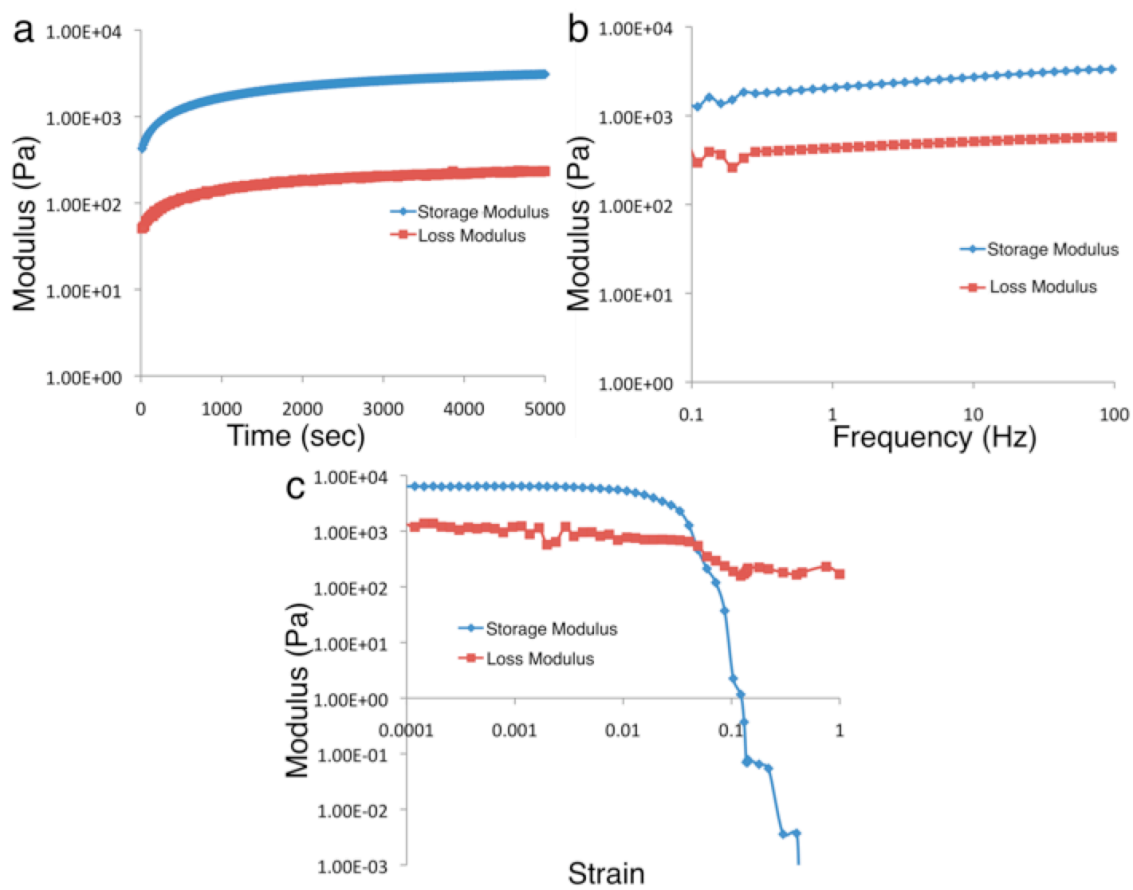 a
1.00E+04
1.00E+03
1.00E+02
1.00E+01
1.00E+00
Modulus (Pa)
Storage Modulus
Loss Modulus
0 1000 2000 3000 4000 5000
Time (sec)
b
1.00E+04
1.00E+03
1.00E+02
1.00E+01
1.00E+00
Modulus (Pa)
Storage Modulus
Loss Modulus
0.1 1 10 100
Frequency (Hz)
c
1.00E+04
1.00E+03
1.00E+02
1.00E+01
1.00E+00
1.00E-01
1.00E-02
1.00E-03
Modulus (Pa)
Storage Modulus
Loss Modulus
0.0001 0.001 0.01 0.1 1
Strain